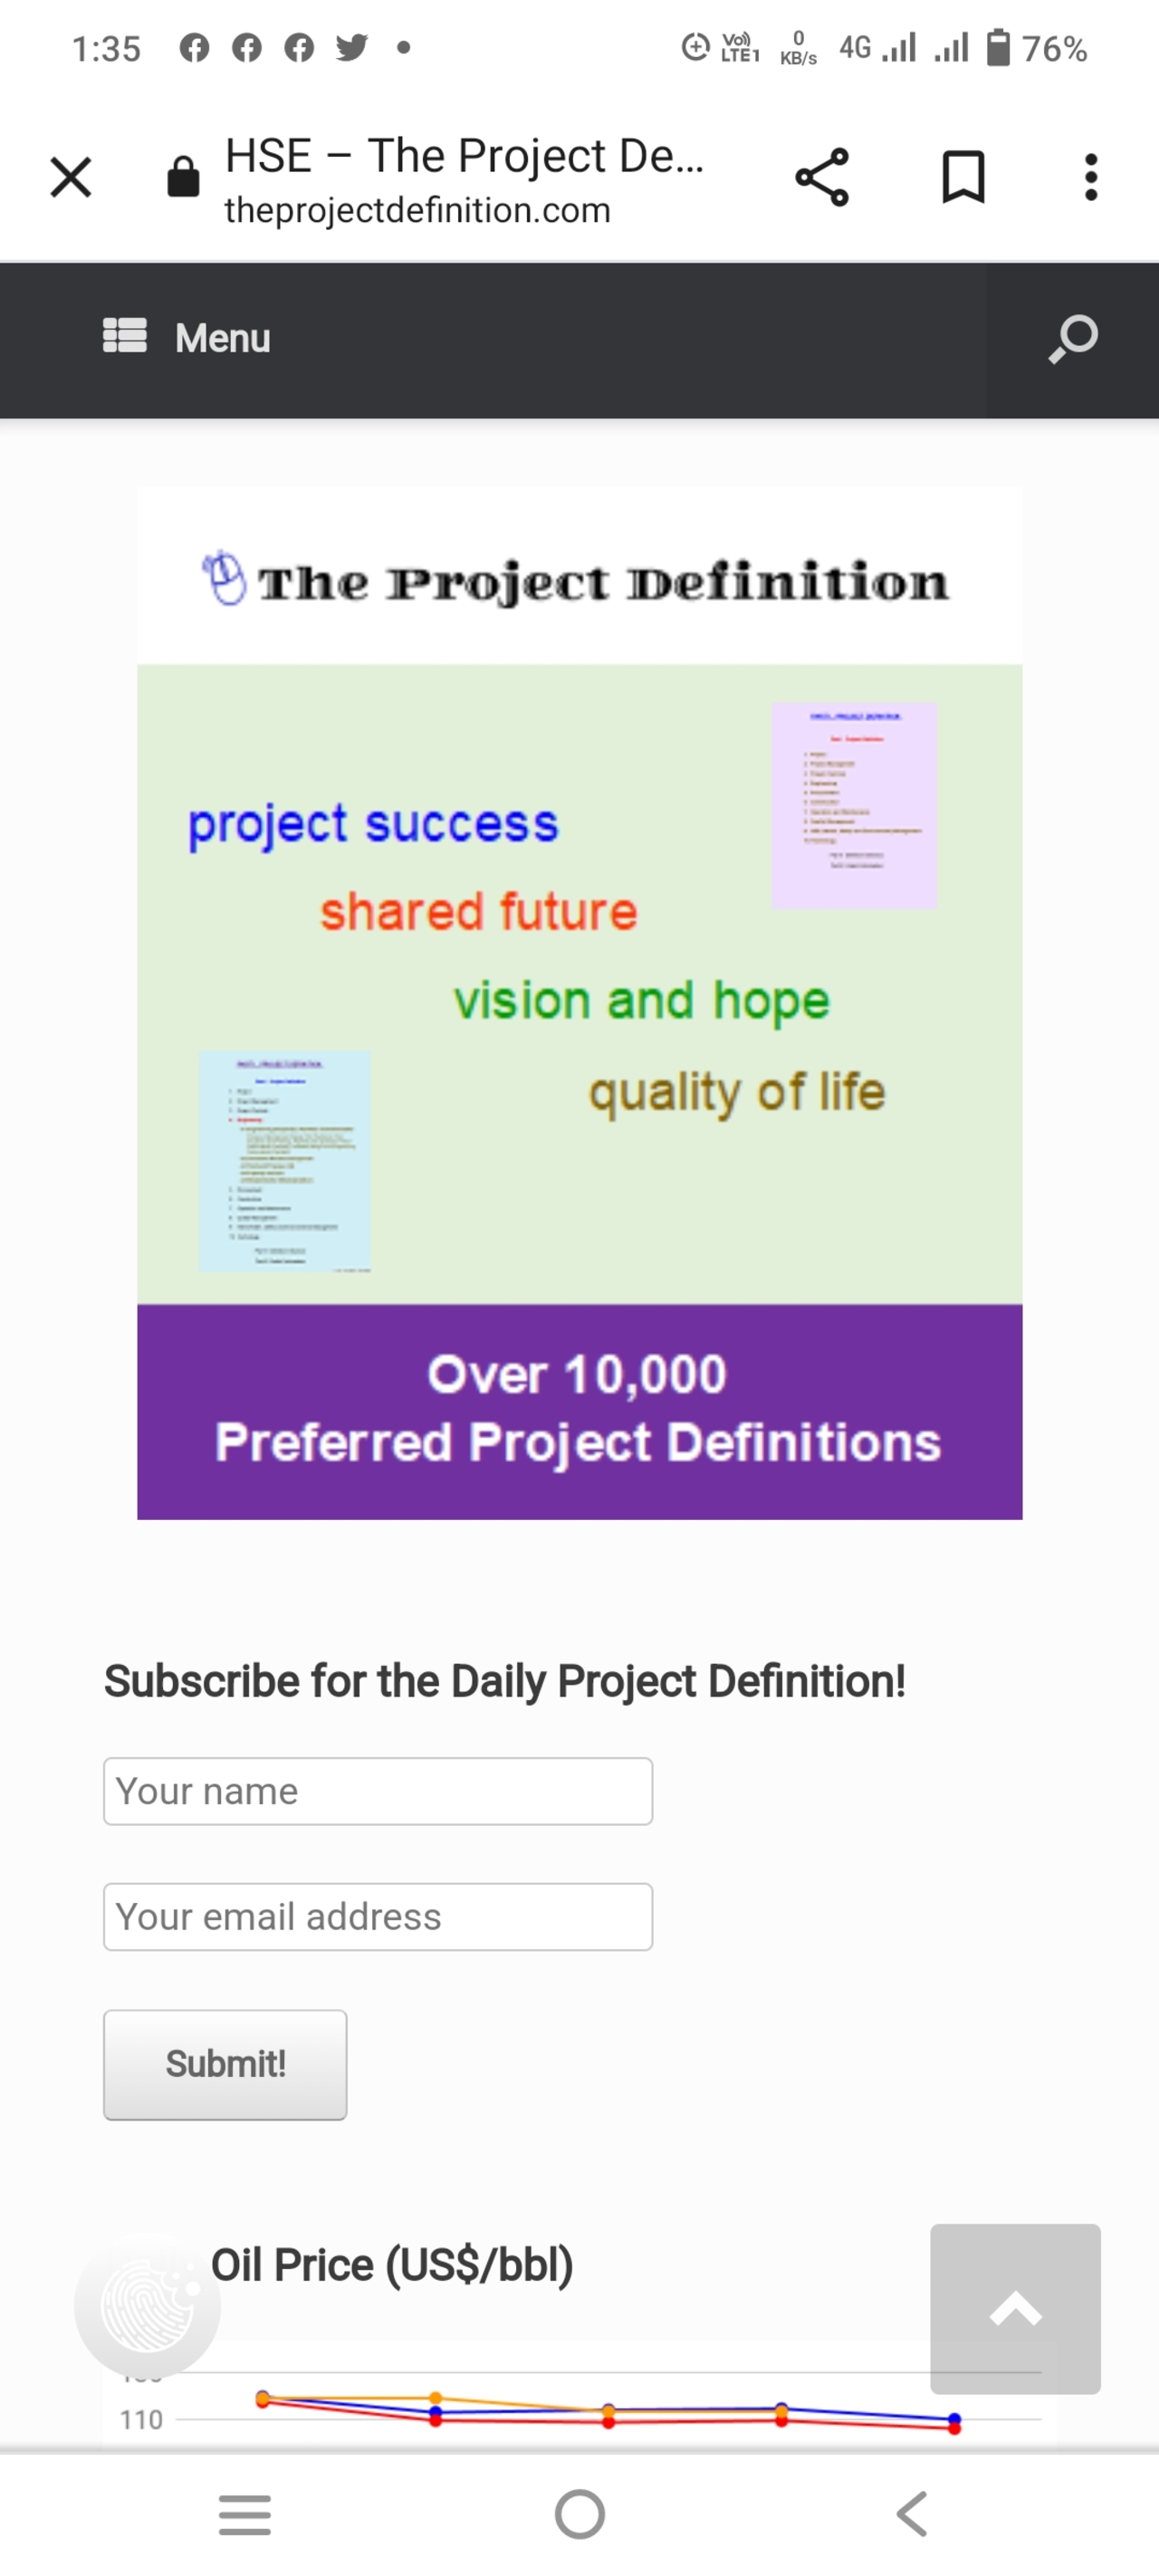 1:35
Vo)) LTE1
0 KB/s
4G
76%
HSE – The Project De...
theprojectdefinition.com
Menu
The Project Definition
project success
shared future
vision and hope
quality of life
Over 10,000
Preferred Project Definitions
Subscribe for the Daily Project Definition!
Your name
Your email address
Submit!
Oil Price (US$/bbl)
110